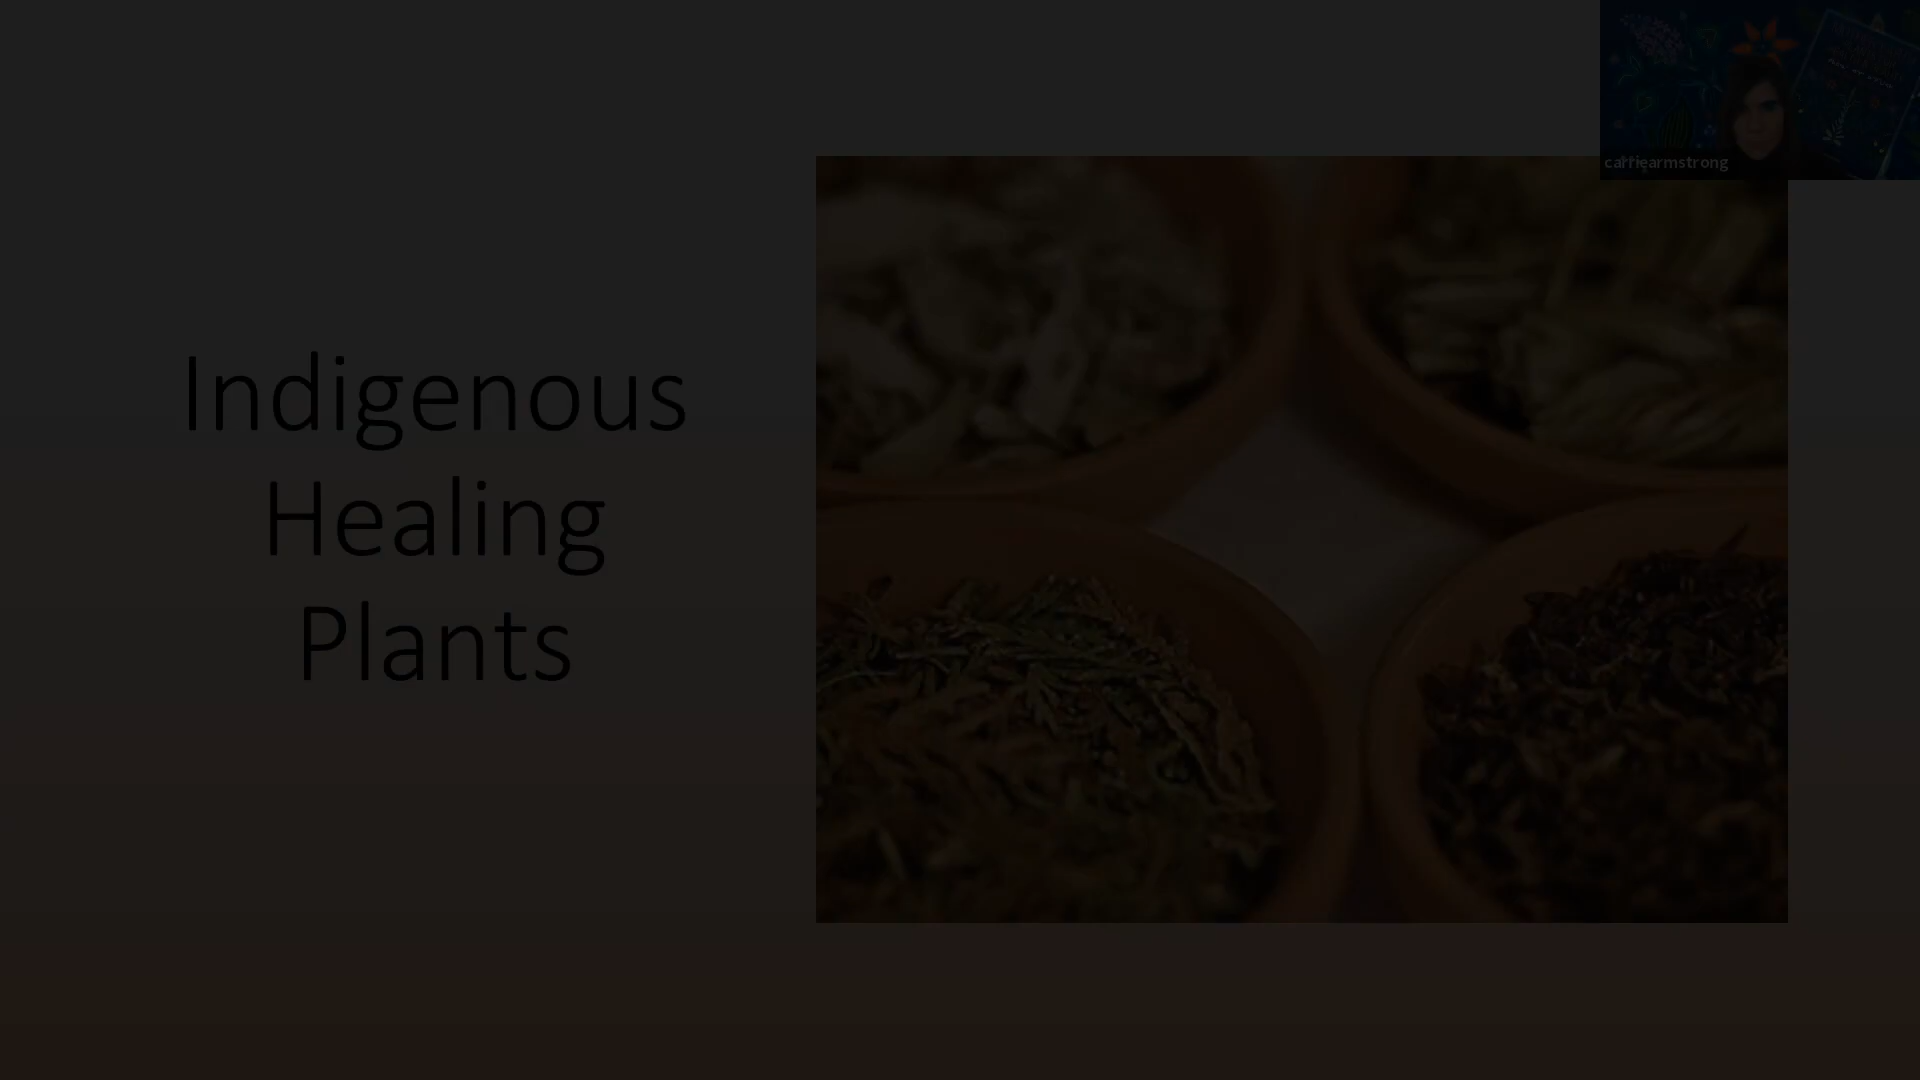 Indigenous
Healing
Plants
carriearmstrong